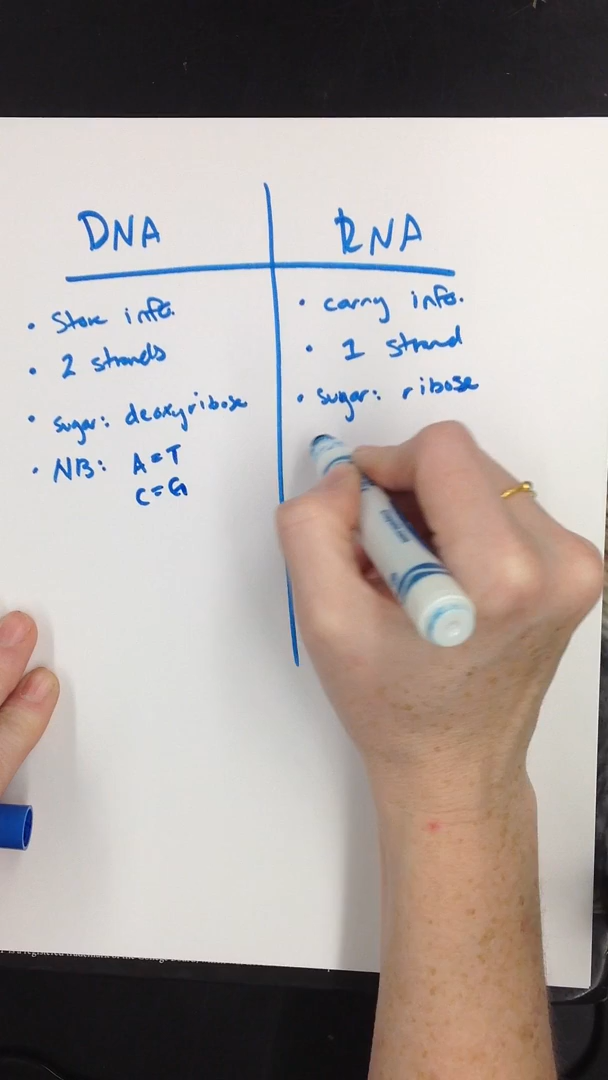 DNA
RNA
• Store info.
• 2 strands
• sugar: deoxyribose
• NB: A=T
C=G
• carry info.
• 1 strand
• sugar: ribose